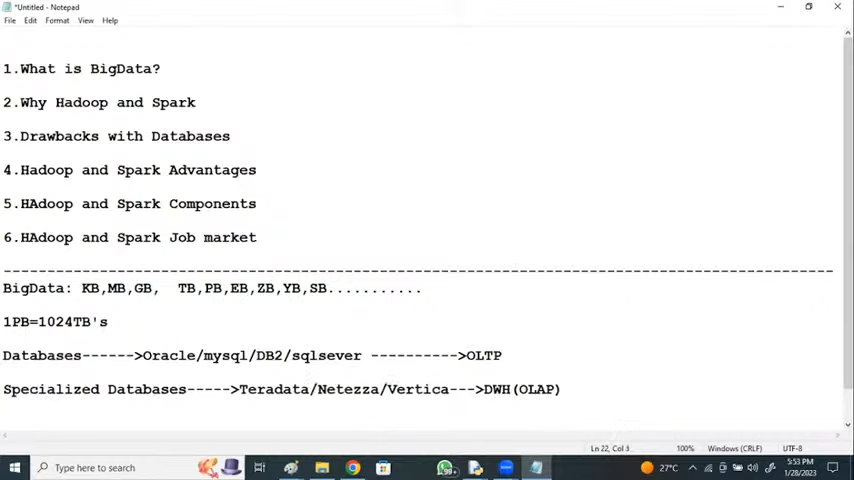 *Untitled - Notepad
File Edit Format View Help
1.What is BigData?
2.Why Hadoop and Spark
3.Drawbacks with Databases
4.Hadoop and Spark Advantages
5.HAdoop and Spark Components
6.HAdoop and Spark Job market
--------------------------------------------------------------------------------
BigData: KB,MB,GB,  TB,PB,EB,ZB,YB,SB...........
1PB=1024TB's
Databases------>Oracle/mysql/DB2/sqlsever ---------->OLTP
Specialized Databases----->Teradata/Netezza/Vertica--->DWH(OLAP)
Ln 22, Col 100% Windows (CRLF) UTF-8
Type here to search 99+ 27°C 5:53 PM
1/28/2023